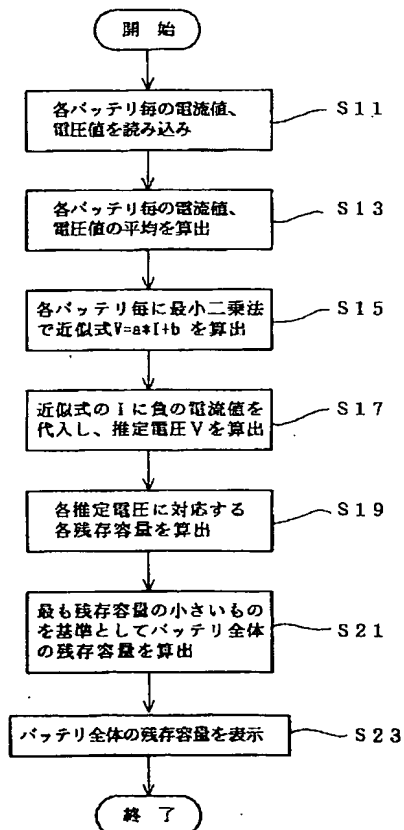 開 始
各バッテリ毎の電流値、
電圧値を読み込み
S11
各バッテリ毎の電流値、
電圧値の平均を算出
S13
各バッテリ毎に最小二乗法
で近似式V=a*I+b を算出
S15
近似式のIに負の電流値を
代入し、推定電圧Vを算出
S17
各推定電圧に対応する
各残存容量を算出
S19
最も残存容量の小さいもの
を基準としてバッテリ全体
の残存容量を算出
S21
バッテリ全体の残存容量を表示
S23
終 了